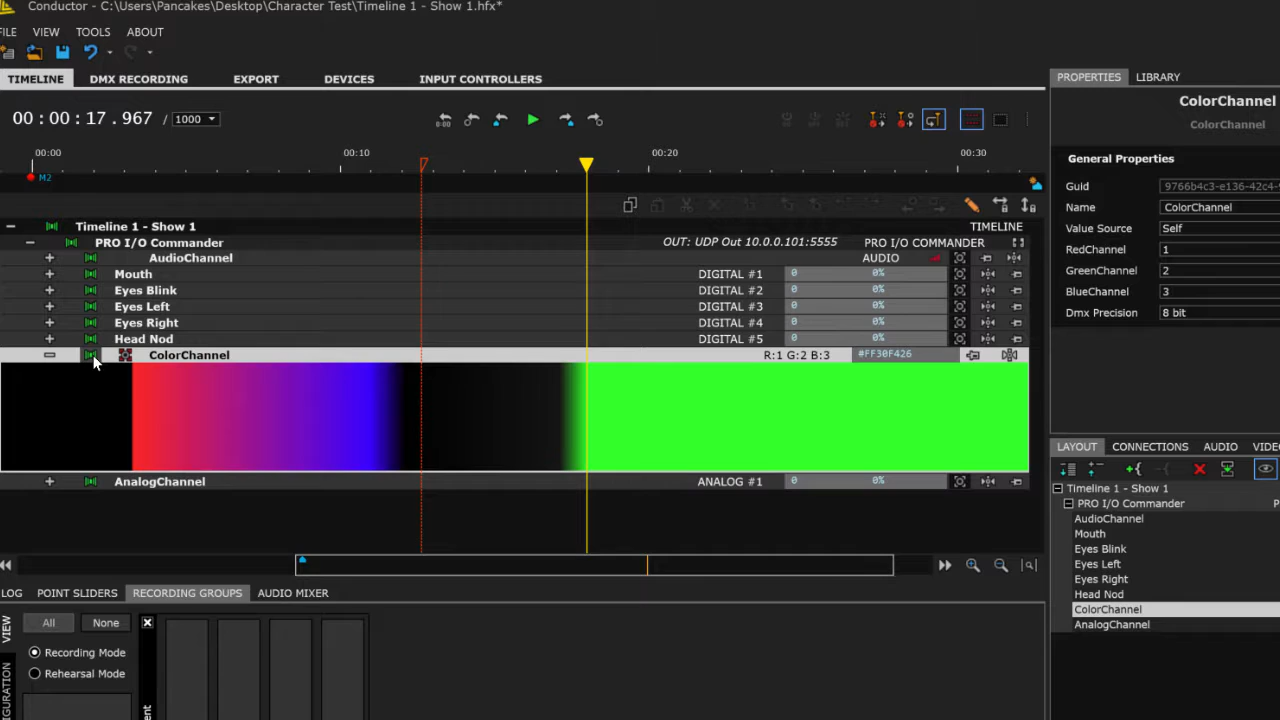 Conductor - C:\Users\Pancakes\Desktop\Character Test\Timeline 1 - Show 1.hfx*
FILE VIEW TOOLS ABOUT
TIMELINE DMX RECORDING EXPORT DEVICES INPUT CONTROLLERS
PROPERTIES LIBRARY
00 : 00 : 17 . 967 / 1000
ColorChannel
ColorChannel
00:00 00:10 00:20 00:30
General Properties
M2
Guid 9766b4c3-e136-42c4-
Name ColorChannel
Value Source Self
RedChannel 1
GreenChannel 2
BlueChannel 3
Dmx Precision 8 bit
Timeline 1 - Show 1 TIMELINE
PRO I/O Commander OUT: UDP Out 10.0.0.101:5555 PRO I/O COMMANDER
AudioChannel AUDIO
Mouth DIGITAL #1 0 0%
Eyes Blink DIGITAL #2 0 0%
Eyes Left DIGITAL #3 0 0%
Eyes Right DIGITAL #4 0 0%
Head Nod DIGITAL #5 0 0%
ColorChannel R:1 G:2 B:3 #FF30F426
AnalogChannel ANALOG #1 0 0%
LAYOUT CONNECTIONS AUDIO VIDEO
Timeline 1 - Show 1
PRO I/O Commander P
AudioChannel
Mouth
Eyes Blink
Eyes Left
Eyes Right
Head Nod
ColorChannel
AnalogChannel
LOG POINT SLIDERS RECORDING GROUPS AUDIO MIXER
VIEW
All None
Recording Mode
Rehearsal Mode